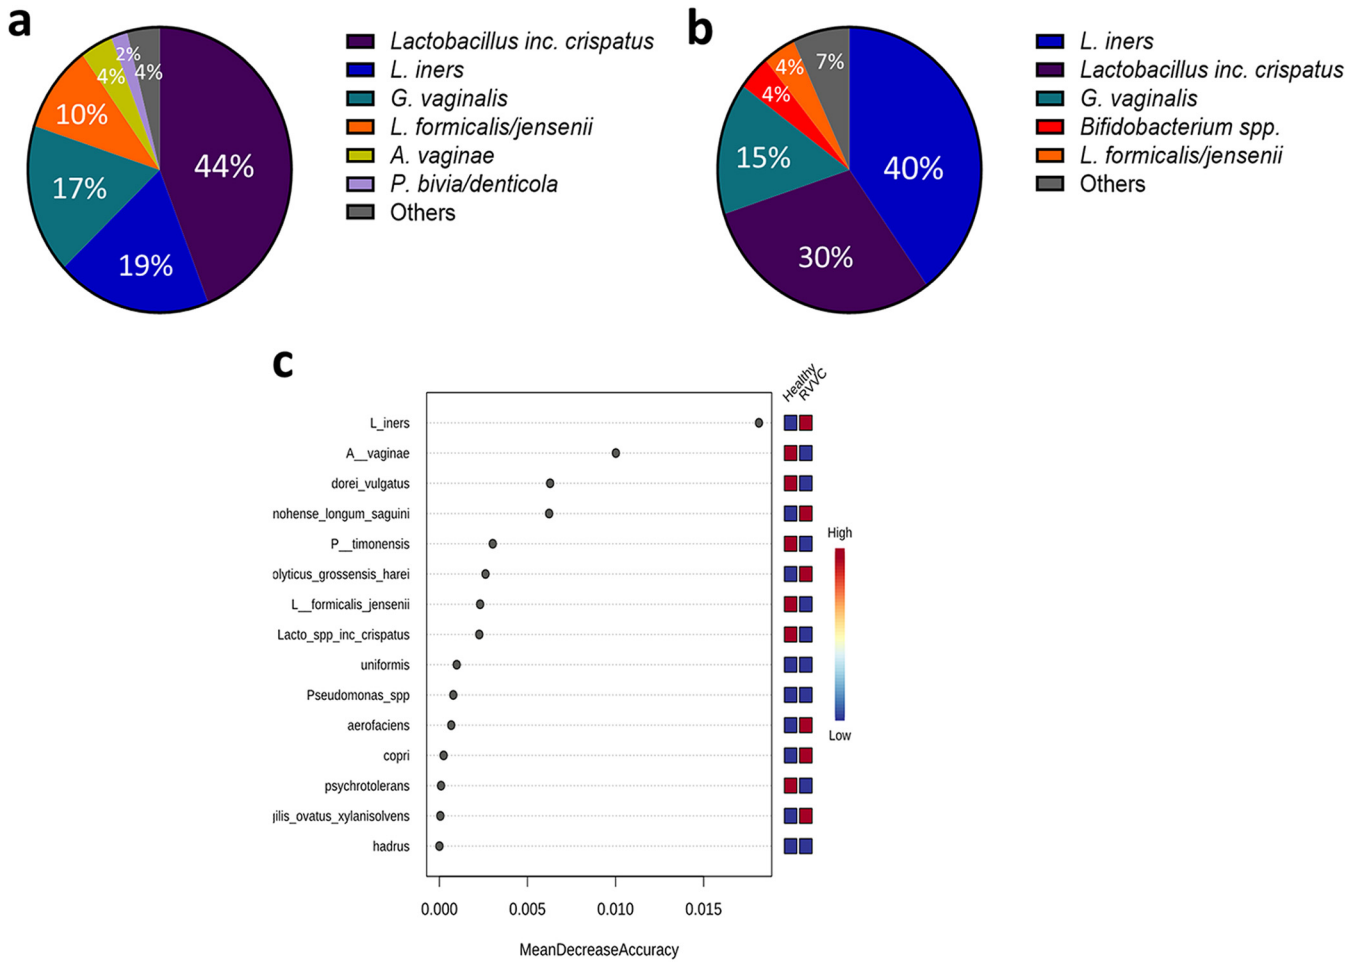 a
44%
19%
17%
10%
4%
2%
4%
Lactobacillus inc. crispatus
L. iners
G. vaginalis
L. formicalis/jensenii
A. vaginae
P. bivia/denticola
Others
b
40%
30%
15%
4%
4%
7%
L. iners
Lactobacillus inc. crispatus
G. vaginalis
Bifidobacterium spp.
L. formicalis/jensenii
Others
c
Healthy
RVVC
L_iners
A__vaginae
dorei_vulgatus
nohense_longum_saguini
P__timonensis
olyticus_grossensis_harei
L__formicalis_jensenii
Lacto_spp_inc_crispatus
uniformis
Pseudomonas_spp
aerofaciens
copri
psychrotolerans
ilis_ovatus_xylanisolvens
hadrus
High
Low
0.000 0.005 0.010 0.015
MeanDecreaseAccuracy